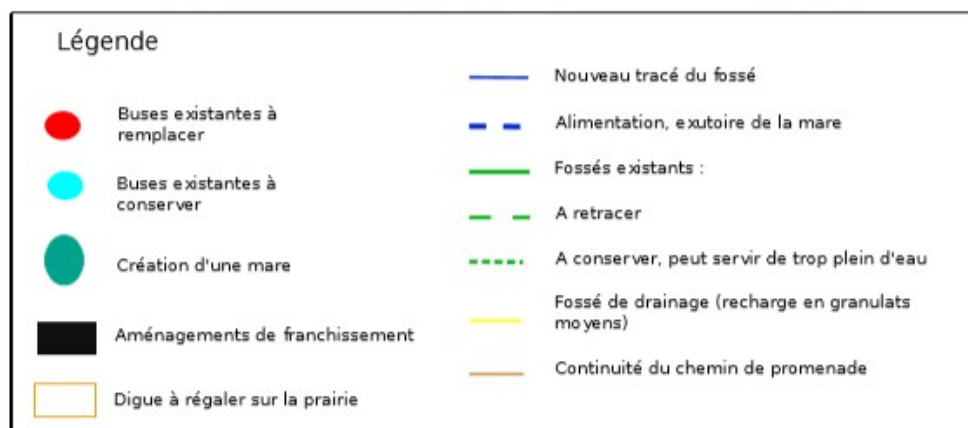 Légende
Buses existantes à
remplacer
Buses existantes à
conserver
Création d'une mare
Aménagements de franchissement
Digue à régaler sur la prairie
Nouveau tracé du fossé
Alimentation, exutoire de la mare
Fossés existants :
A retracer
A conserver, peut servir de trop plein d'eau
Fossé de drainage (recharge en granulats
moyens)
Continuité du chemin de promenade